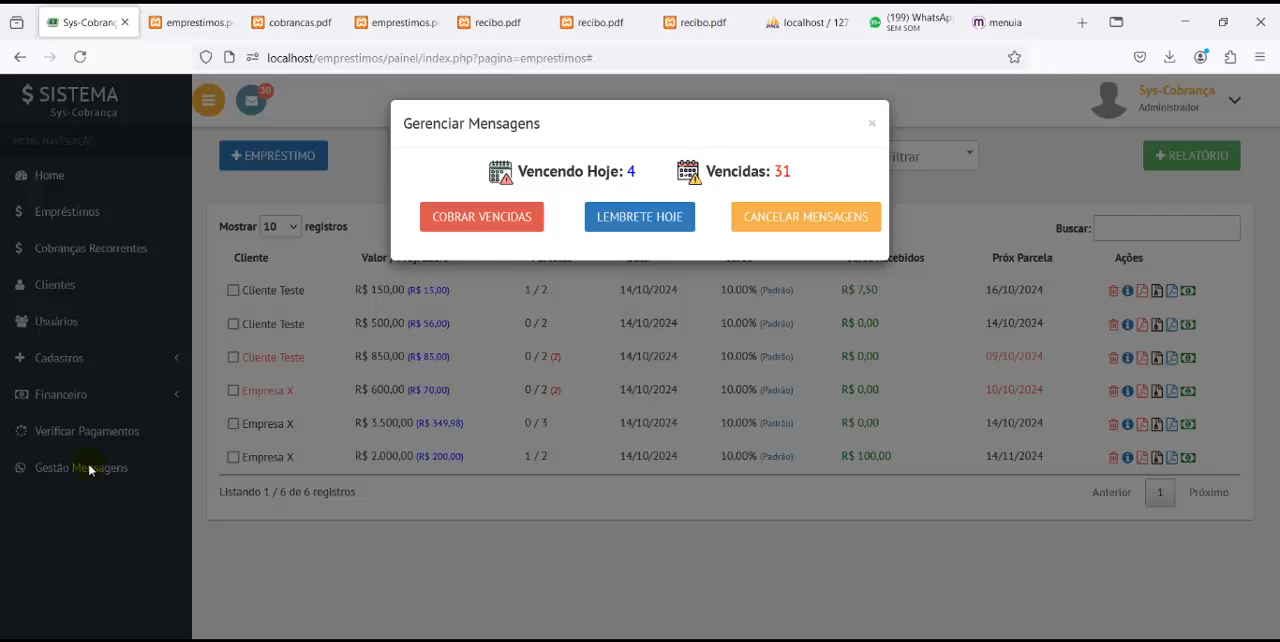 Sys-Cobranç
emprestimos.p
cobrancas.pdf
emprestimos.p
recibo.pdf
recibo.pdf
recibo.pdf
localhost / 127
(199) WhatsAp
SEM SOM
menuia
localhost/emprestimos/painel/index.php?pagina=emprestimos#
$ SISTEMA
Sys-Cobrança
MENU NAVEGAÇÃO
Home
Empréstimos
Cobranças Recorrentes
Clientes
Usuários
Cadastros
Financeiro
Verificar Pagamentos
Gestão Mensagens
30
Sys-Cobrança
Administrador
+ EMPRÉSTIMO
iltrar
+ RELATÓRIO
Gerenciar Mensagens
×
Vencendo Hoje: 4
Vencidas: 31
COBRAR VENCIDAS
LEMBRETE HOJE
CANCELAR MENSAGENS
Mostrar 10 registros
Buscar:
Cliente Valor Próx Parcela Ações
Cliente Teste R$ 150,00 (R$ 15,00) 1 / 2 14/10/2024 10.00% (Padrão) R$ 7,50 16/10/2024
Cliente Teste R$ 500,00 (R$ 56,00) 0 / 2 14/10/2024 10.00% (Padrão) R$ 0,00 14/10/2024
Cliente Teste R$ 850,00 (R$ 85,00) 0 / 2 (2) 14/10/2024 10.00% (Padrão) R$ 0,00 09/10/2024
Empresa X R$ 600,00 (R$ 70,00) 0 / 2 (2) 14/10/2024 10.00% (Padrão) R$ 0,00 10/10/2024
Empresa X R$ 3.500,00 (R$ 349,98) 0 / 3 14/10/2024 10.00% (Padrão) R$ 0,00 14/10/2024
Empresa X R$ 2.000,00 (R$ 200,00) 1 / 2 14/10/2024 10.00% (Padrão) R$ 100,00 14/11/2024
Listando 1 / 6 de 6 registros
Anterior 1 Próximo